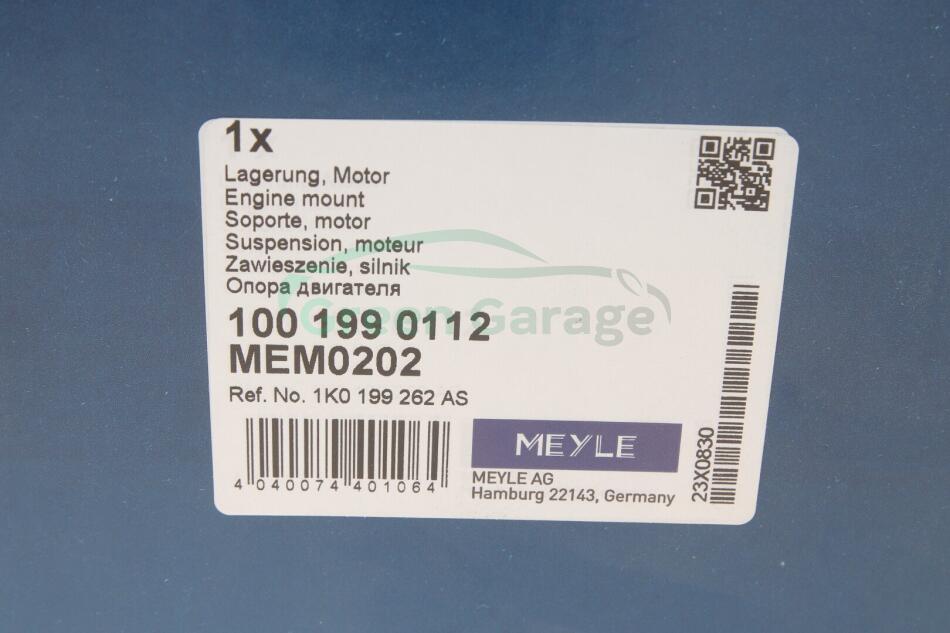 1x
Lagerung, Motor
Engine mount
Soporte, motor
Suspension, moteur
Zawieszenie, silnik
Опора двигателя
Green Garage
100 199 0112
MEM0202
Ref. No. 1K0 199 262 AS
4 040074 401064
MEYLE
MEYLE AG
Hamburg 22143, Germany
23X0830